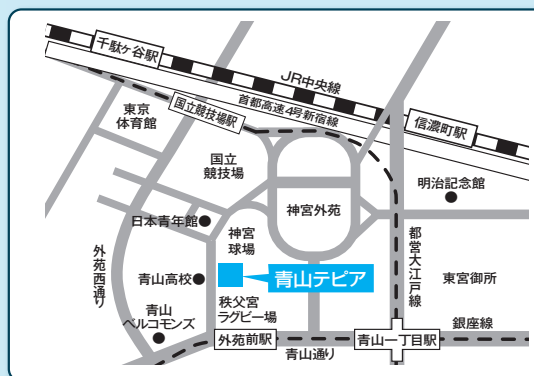 千駄ヶ谷駅
JR中央線
首都高速4号新宿線
国立競技場駅
信濃町駅
東京
体育館
国立
競技場
明治記念館
神宮外苑
日本青年館
神宮
球場
外苑西通り
都営大江戸線
青山高校
青山テピア
東宮御所
青山
ベルコモンズ
秩父宮
ラグビー場
銀座線
外苑前駅
青山一丁目駅
青山通り